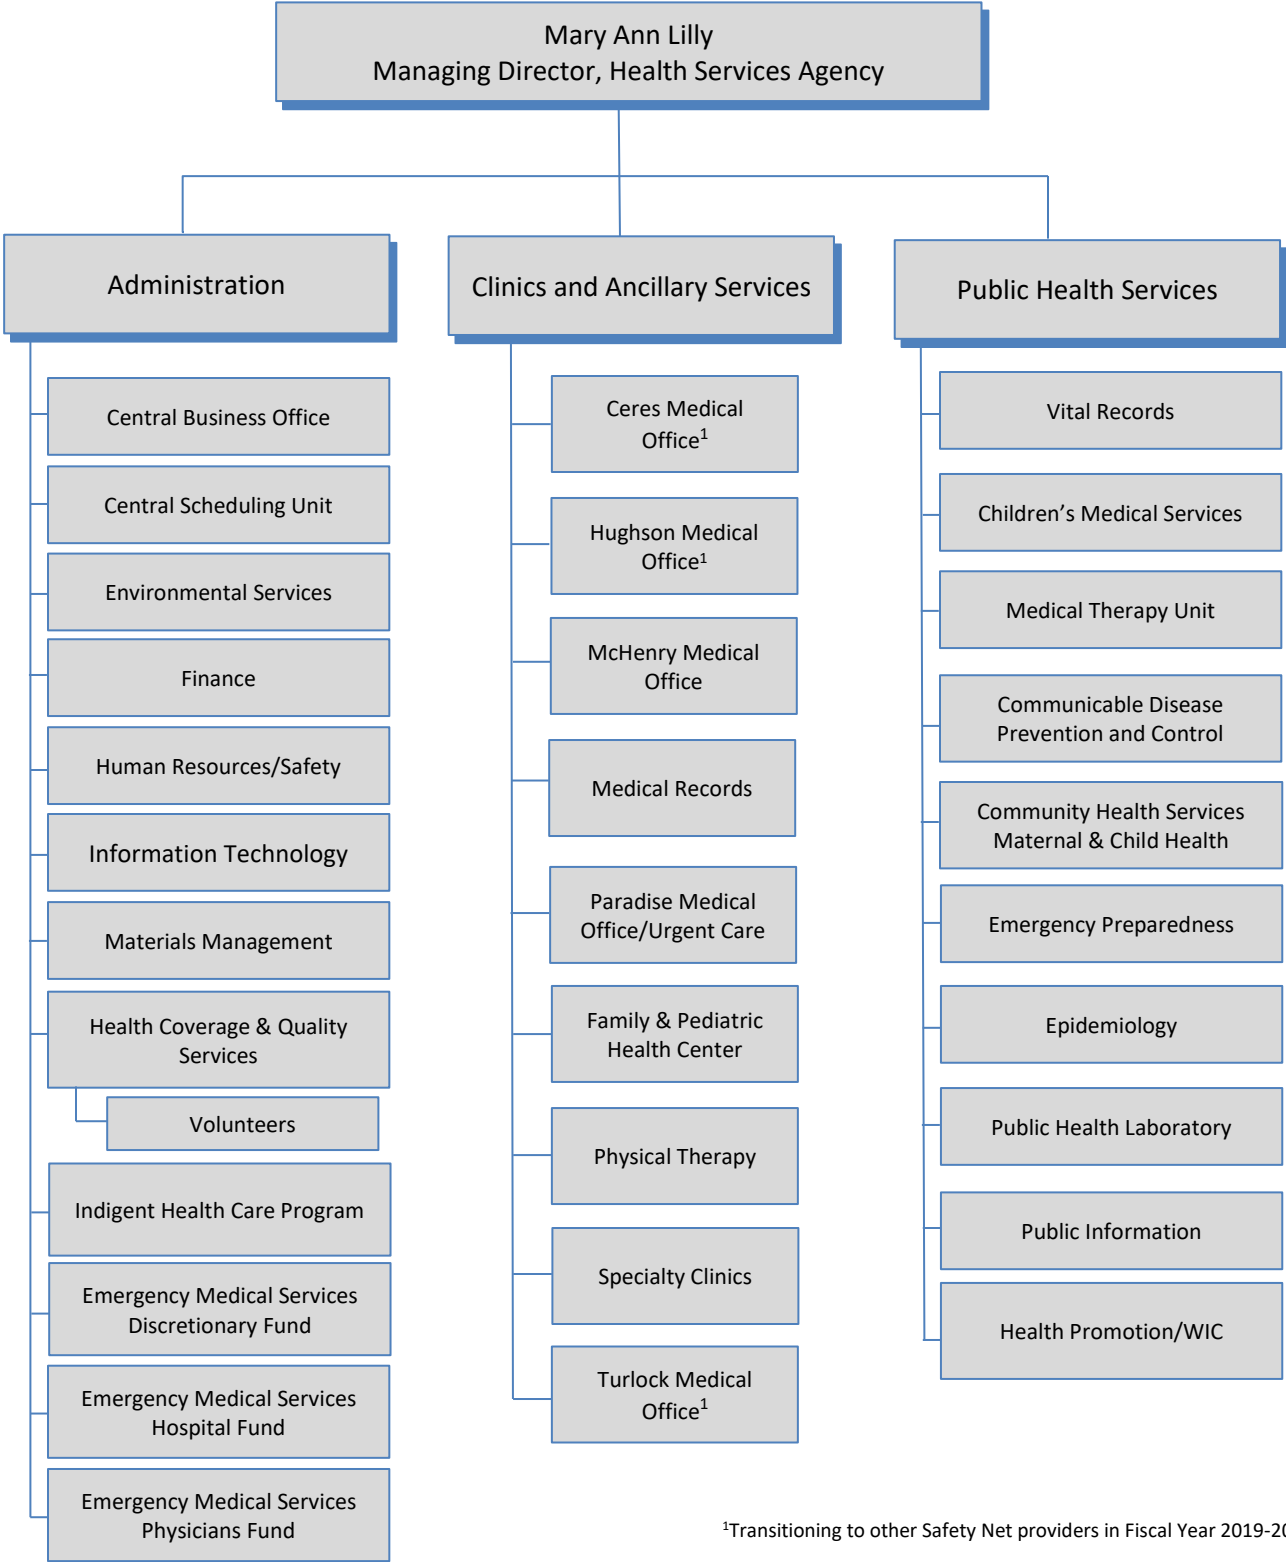 Mary Ann Lilly
Managing Director, Health Services Agency
Administration
Central Business Office
Central Scheduling Unit
Environmental Services
Finance
Human Resources/Safety
Information Technology
Materials Management
Health Coverage & Quality
Services
Volunteers
Indigent Health Care Program
Emergency Medical Services
Discretionary Fund
Emergency Medical Services
Hospital Fund
Emergency Medical Services
Physicians Fund
Clinics and Ancillary Services
Ceres Medical
Office¹
Hughson Medical
Office¹
McHenry Medical
Office
Medical Records
Paradise Medical
Office/Urgent Care
Family & Pediatric
Health Center
Physical Therapy
Specialty Clinics
Turlock Medical
Office¹
Public Health Services
Vital Records
Children’s Medical Services
Medical Therapy Unit
Communicable Disease
Prevention and Control
Community Health Services
Maternal & Child Health
Emergency Preparedness
Epidemiology
Public Health Laboratory
Public Information
Health Promotion/WIC
¹Transitioning to other Safety Net providers in Fiscal Year 2019-20